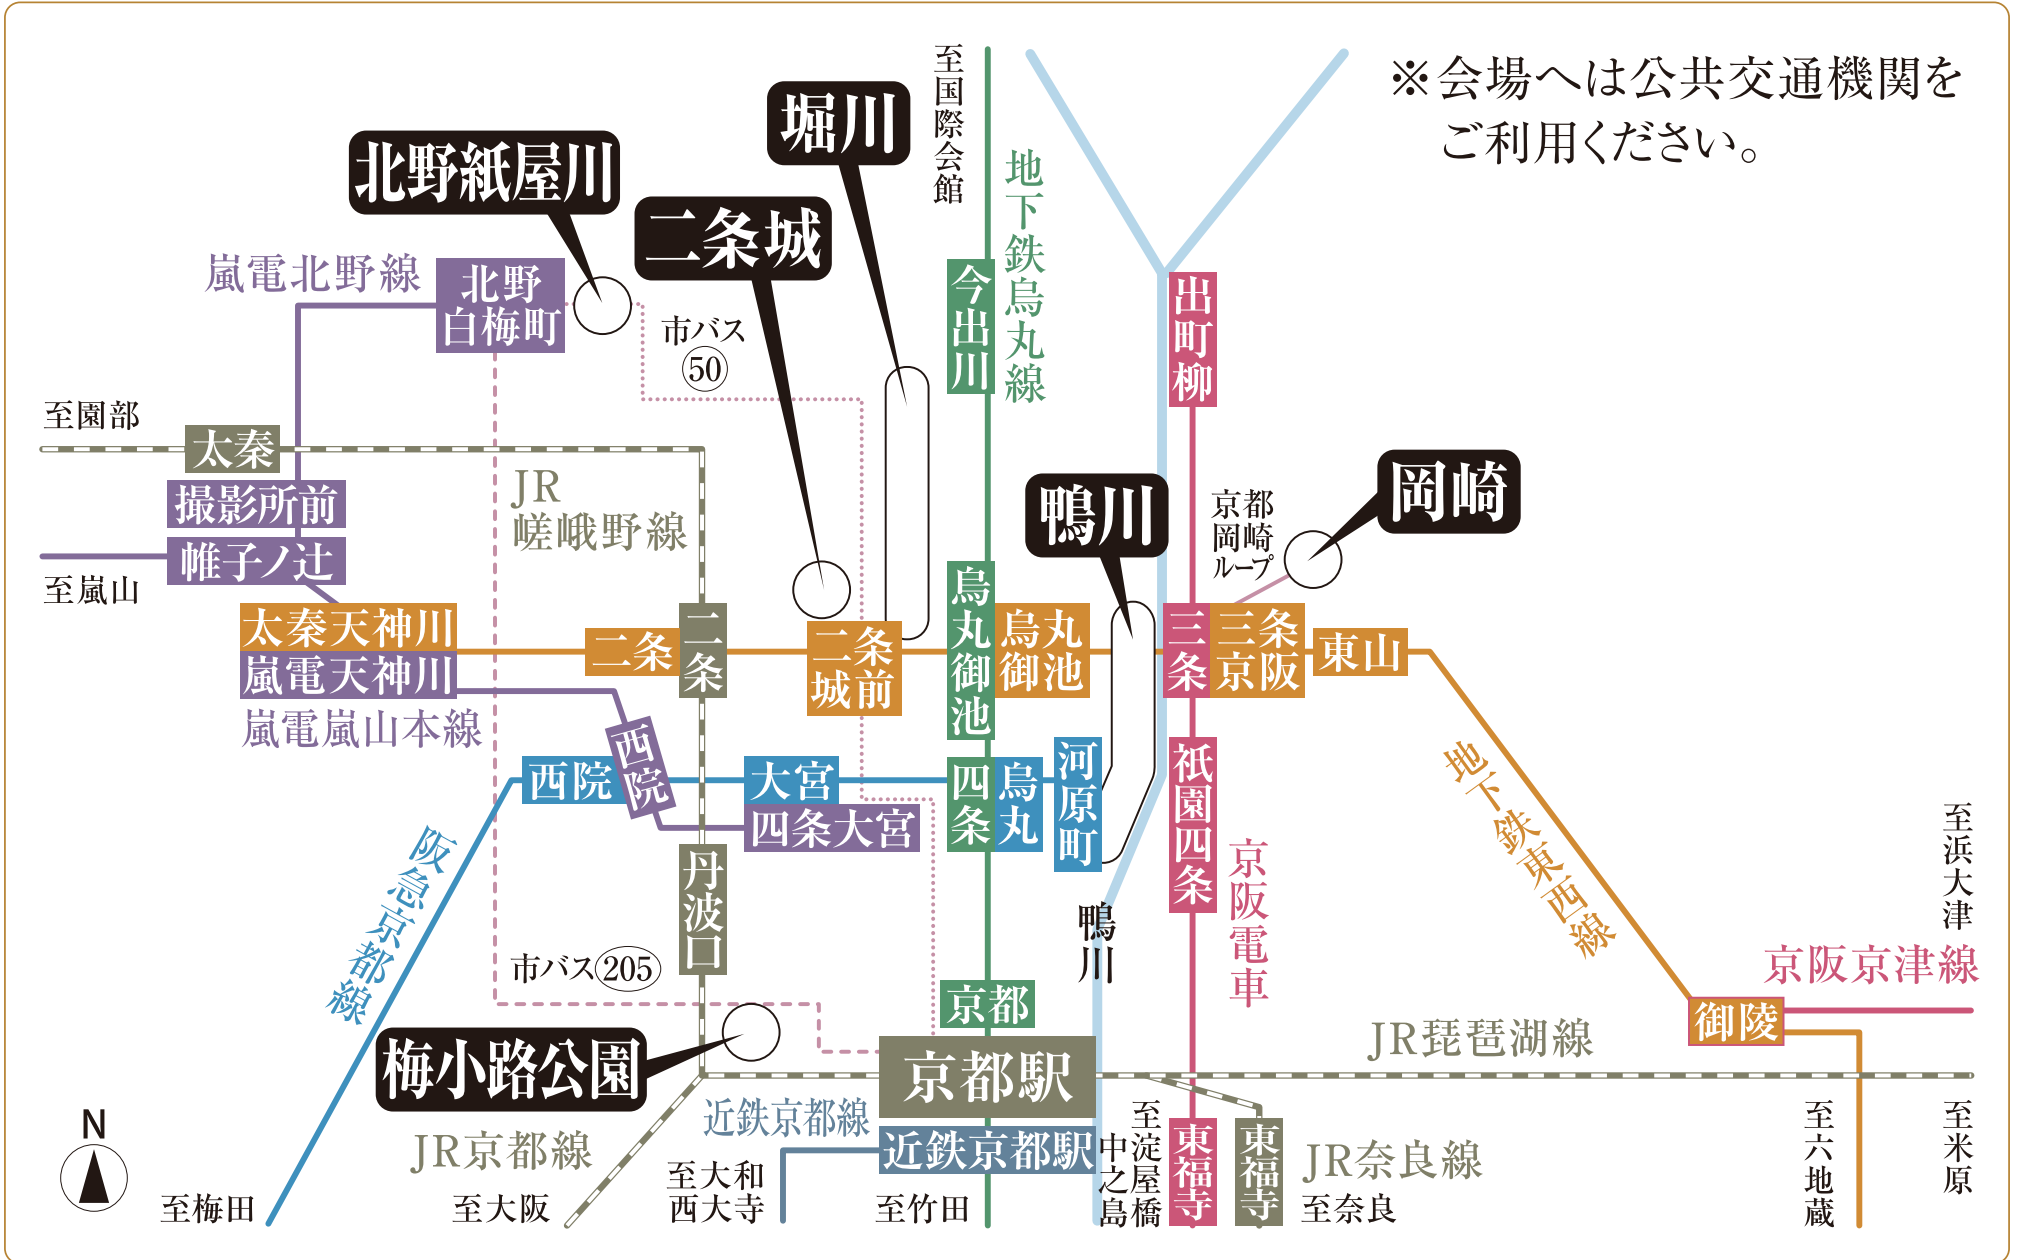 ※会場へは公共交通機関を
ご利用ください。
至国際会館
地下鉄烏丸線
堀川
北野紙屋川
二条城
嵐電北野線
北野
白梅町
市バス
50
今出川
出町柳
至園部
太秦
撮影所前
帷子ノ辻
至嵐山
JR
嵯峨野線
鴨川
京都
岡崎
ループ
岡崎
太秦天神川
嵐電天神川
嵐電嵐山本線
二条
二条
二条
城前
烏丸御池
烏丸
御池
三条
三条
京阪
東山
西院
西院
大宮
四条大宮
四条
烏丸
河原町
祇園四条
京阪電車
地下鉄東西線
阪急京都線
丹波口
市バス205
鴨川
京都
京都駅
梅小路公園
近鉄京都線
近鉄京都駅
JR京都線
至梅田
至大阪
至大和
西大寺
至竹田
至淀屋橋
中之島
東福寺
東福寺
JR奈良線
至奈良
JR琵琶湖線
御陵
京阪京津線
至浜大津
至六地蔵
至米原
N